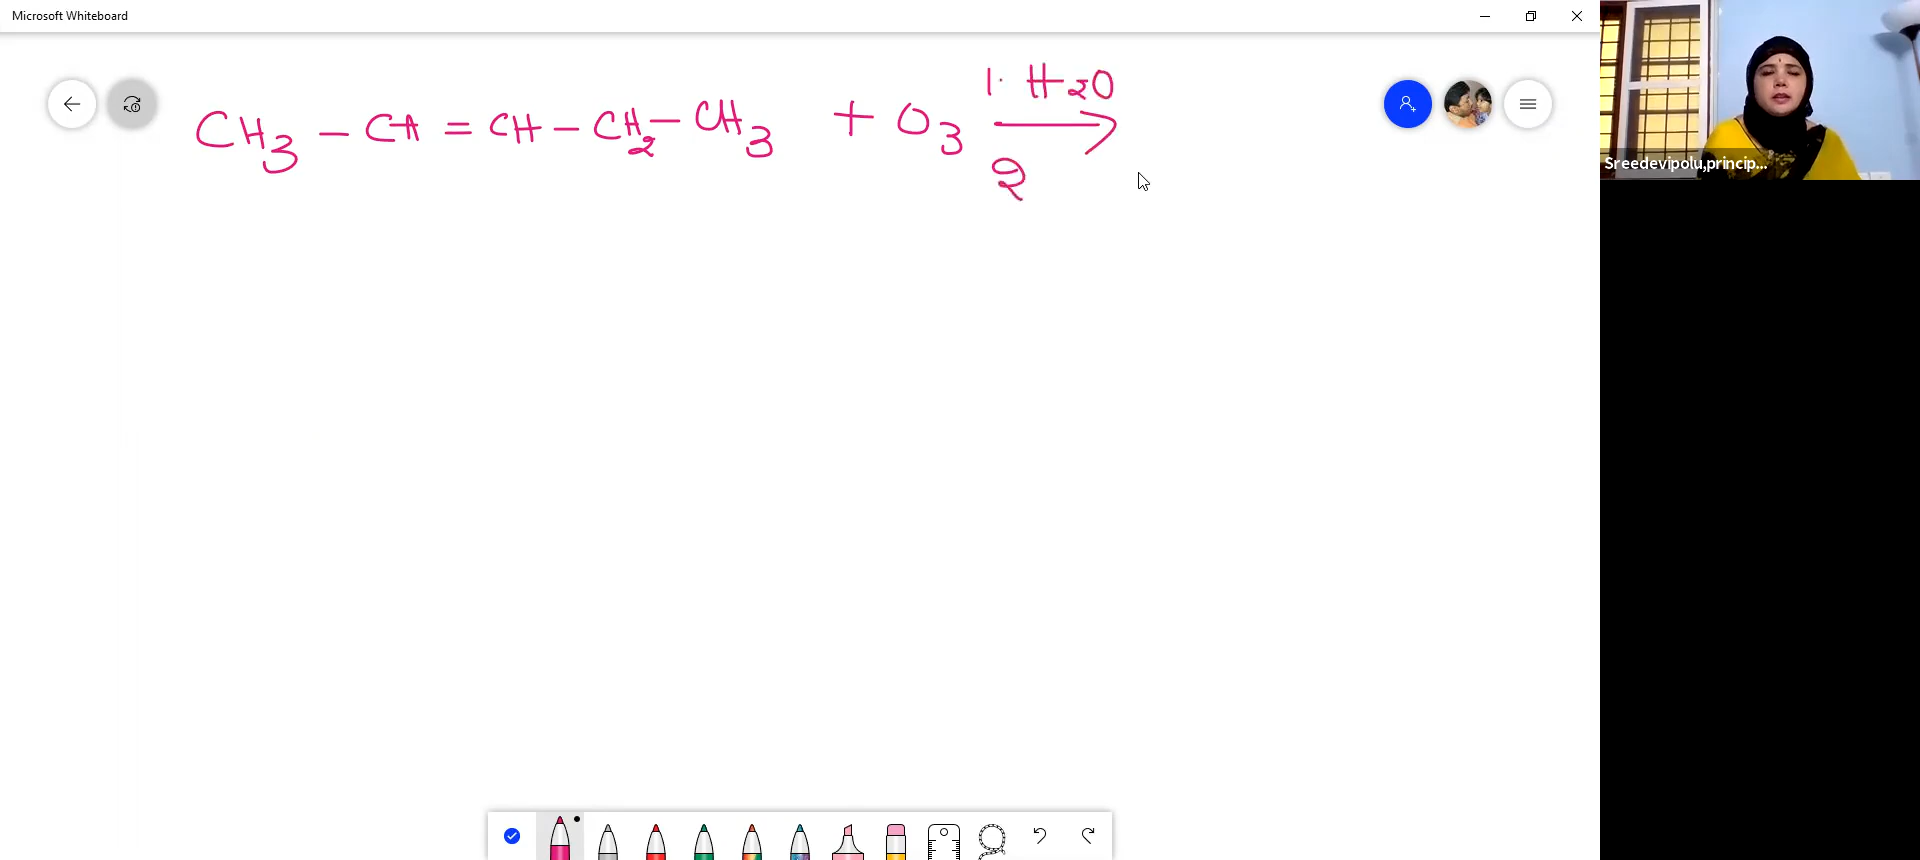 Microsoft Whiteboard
1. H2O
CH3 – CH = CH – CH2 – CH3 + O3 →
2
Sreedevipolu,princip...